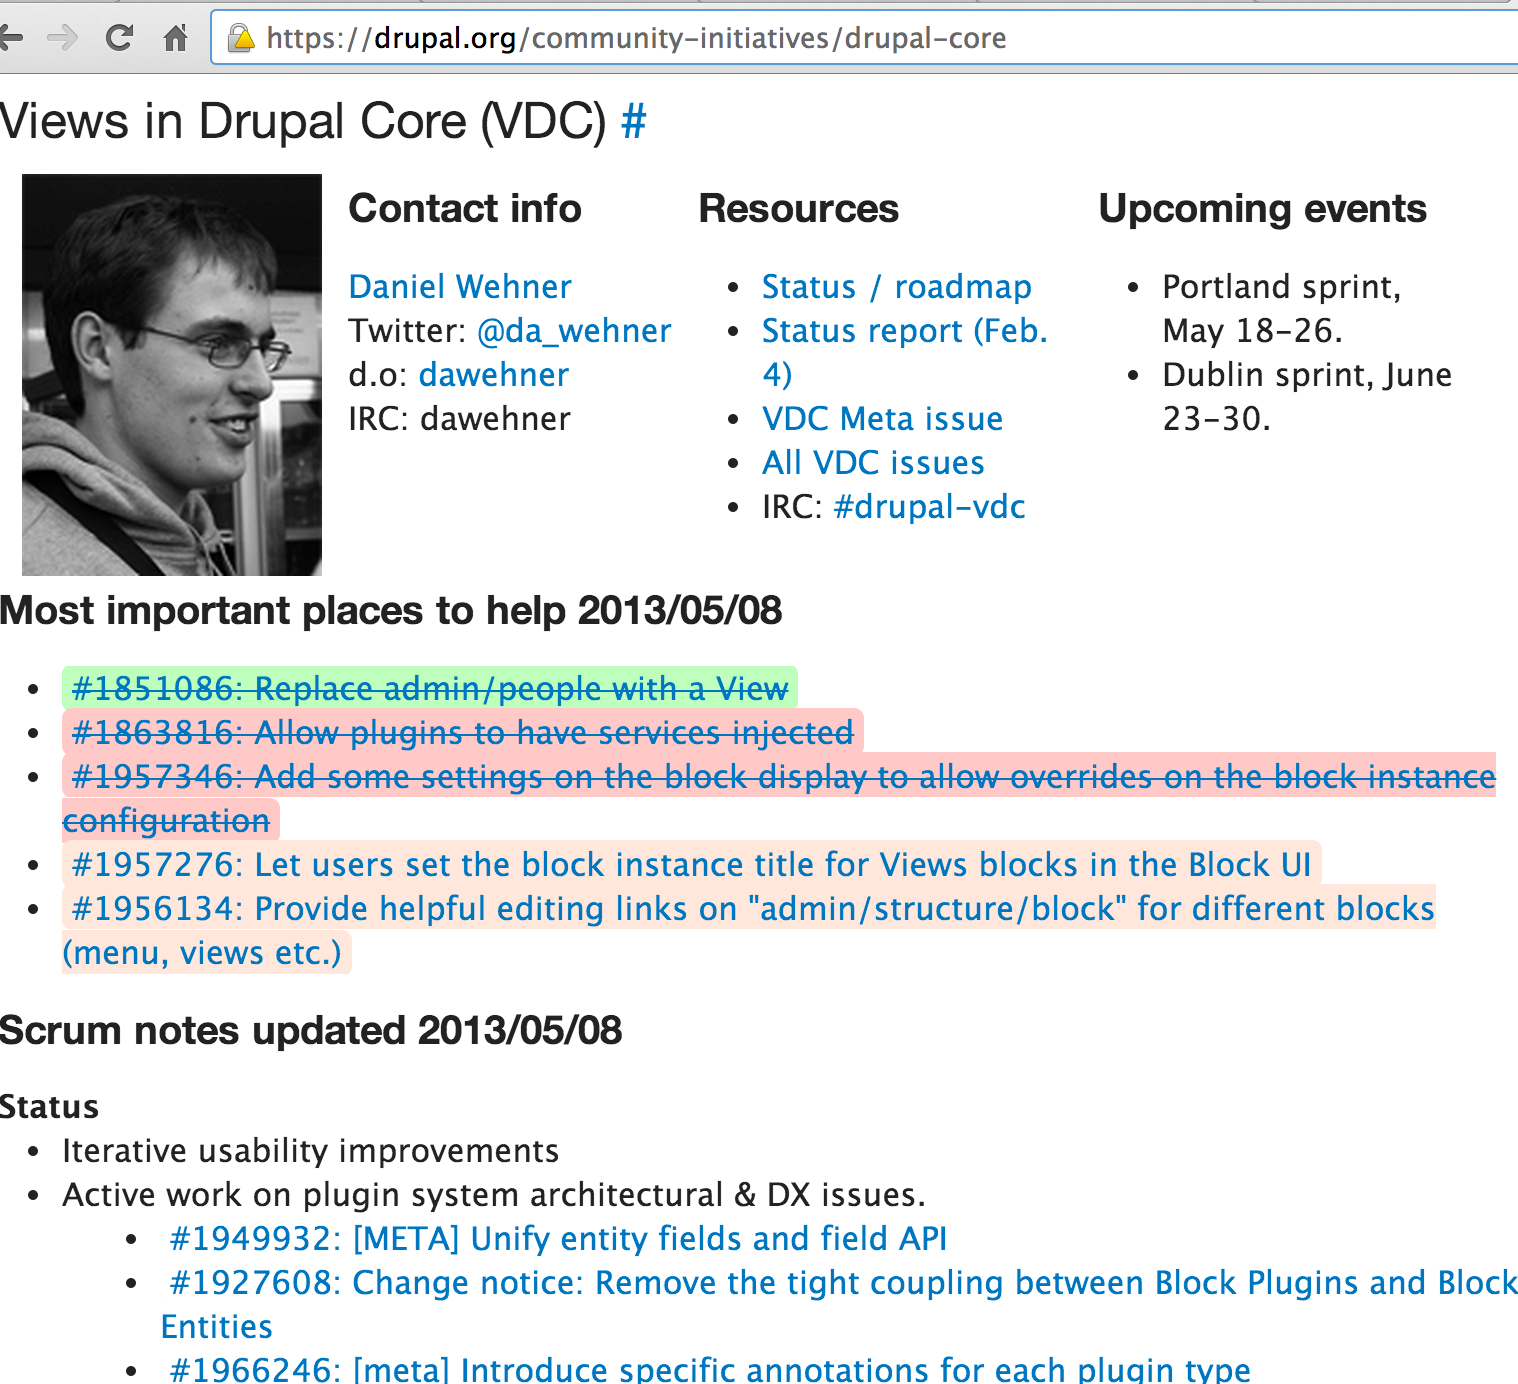 https://drupal.org/community-initiatives/drupal-core
Views in Drupal Core (VDC) #
Contact info
Daniel Wehner
Twitter: @da_wehner
d.o: dawehner
IRC: dawehner
Resources
• Status / roadmap
• Status report (Feb.
4)
• VDC Meta issue
• All VDC issues
• IRC: #drupal-vdc
Upcoming events
• Portland sprint,
May 18-26.
• Dublin sprint, June
23-30.
Most important places to help 2013/05/08
• #1851086: Replace admin/people with a View
• #1863816: Allow plugins to have services injected
• #1957346: Add some settings on the block display to allow overrides on the block instance
configuration
• #1957276: Let users set the block instance title for Views blocks in the Block UI
• #1956134: Provide helpful editing links on "admin/structure/block" for different blocks
(menu, views etc.)
Scrum notes updated 2013/05/08
Status
• Iterative usability improvements
• Active work on plugin system architectural & DX issues.
• #1949932: [META] Unify entity fields and field API
• #1927608: Change notice: Remove the tight coupling between Block Plugins and Block
Entities
• #1966246: [meta] Introduce specific annotations for each plugin type